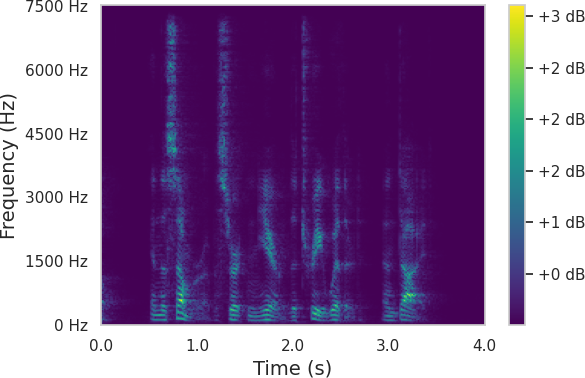 7500 Hz
6000 Hz
4500 Hz
3000 Hz
1500 Hz
0 Hz
Frequency (Hz)
0.0 1.0 2.0 3.0 4.0
Time (s)
+3 dB
+2 dB
+2 dB
+2 dB
+1 dB
+0 dB